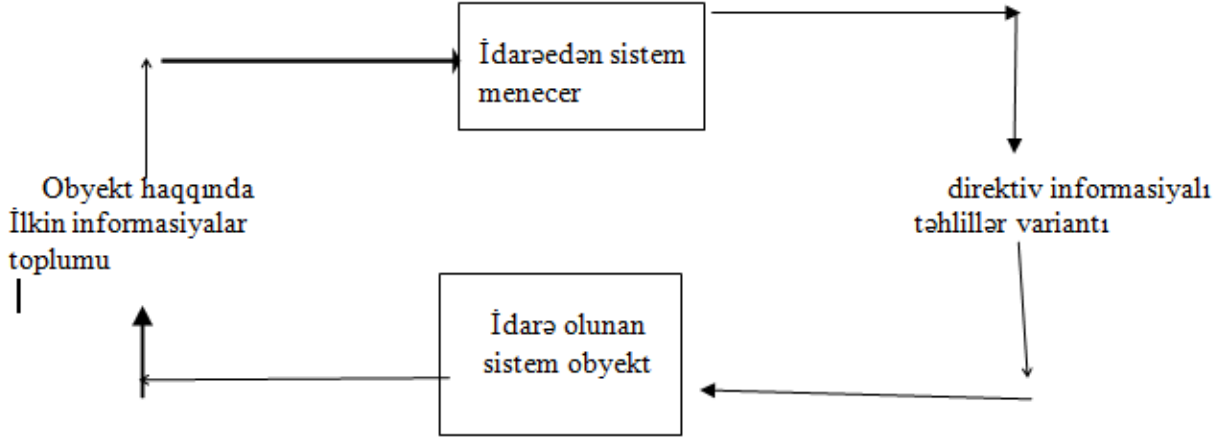 İdarəedən sistem
menecer
Obyekt haqqında
İlkin informasiyalar
toplumu
direktiv informasiyalı
təhlillər variantı
İdarə olunan
sistem obyekt